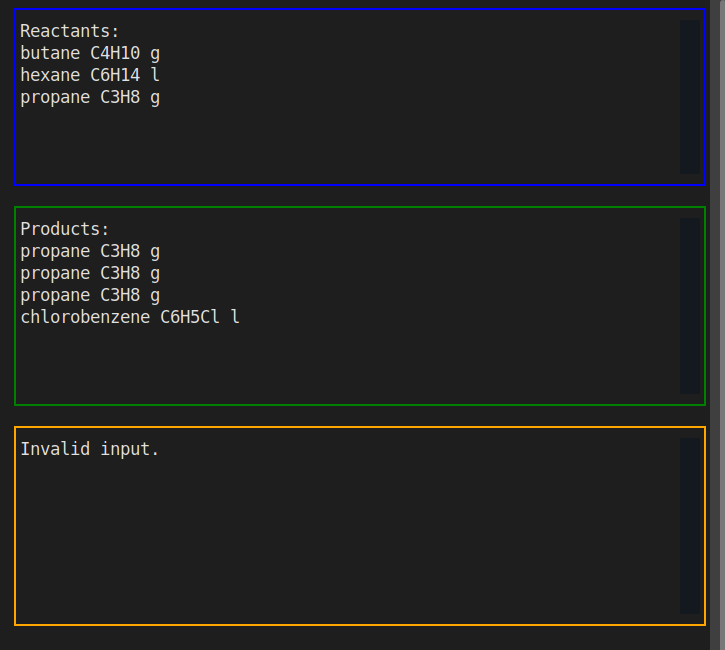 Reactants:
butane C4H10 g
hexane C6H14 l
propane C3H8 g
Products:
propane C3H8 g
propane C3H8 g
propane C3H8 g
chlorobenzene C6H5Cl l
Invalid input.